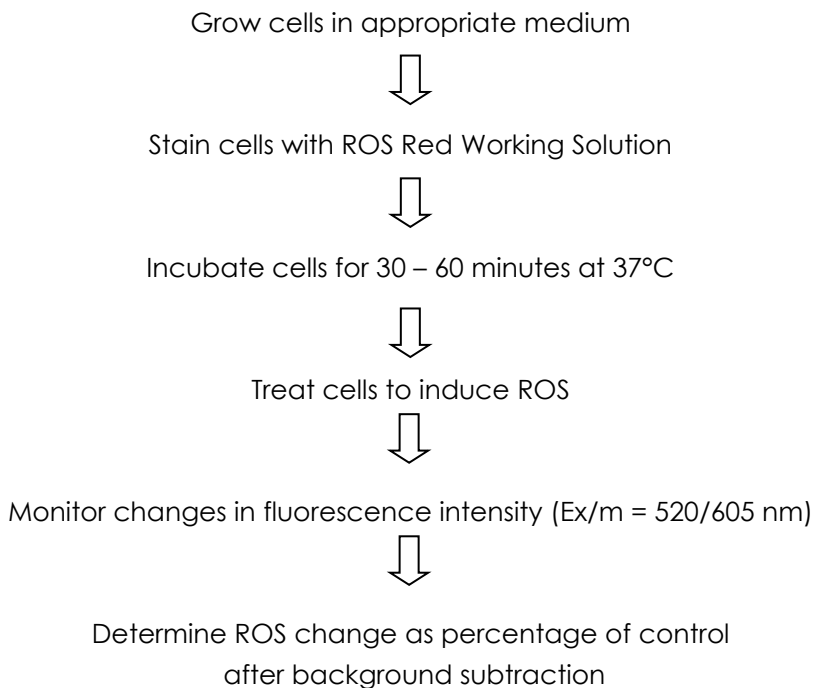 Grow cells in appropriate medium
Stain cells with ROS Red Working Solution
Incubate cells for 30 – 60 minutes at 37°C
Treat cells to induce ROS
Monitor changes in fluorescence intensity (Ex/m = 520/605 nm)
Determine ROS change as percentage of control
after background subtraction